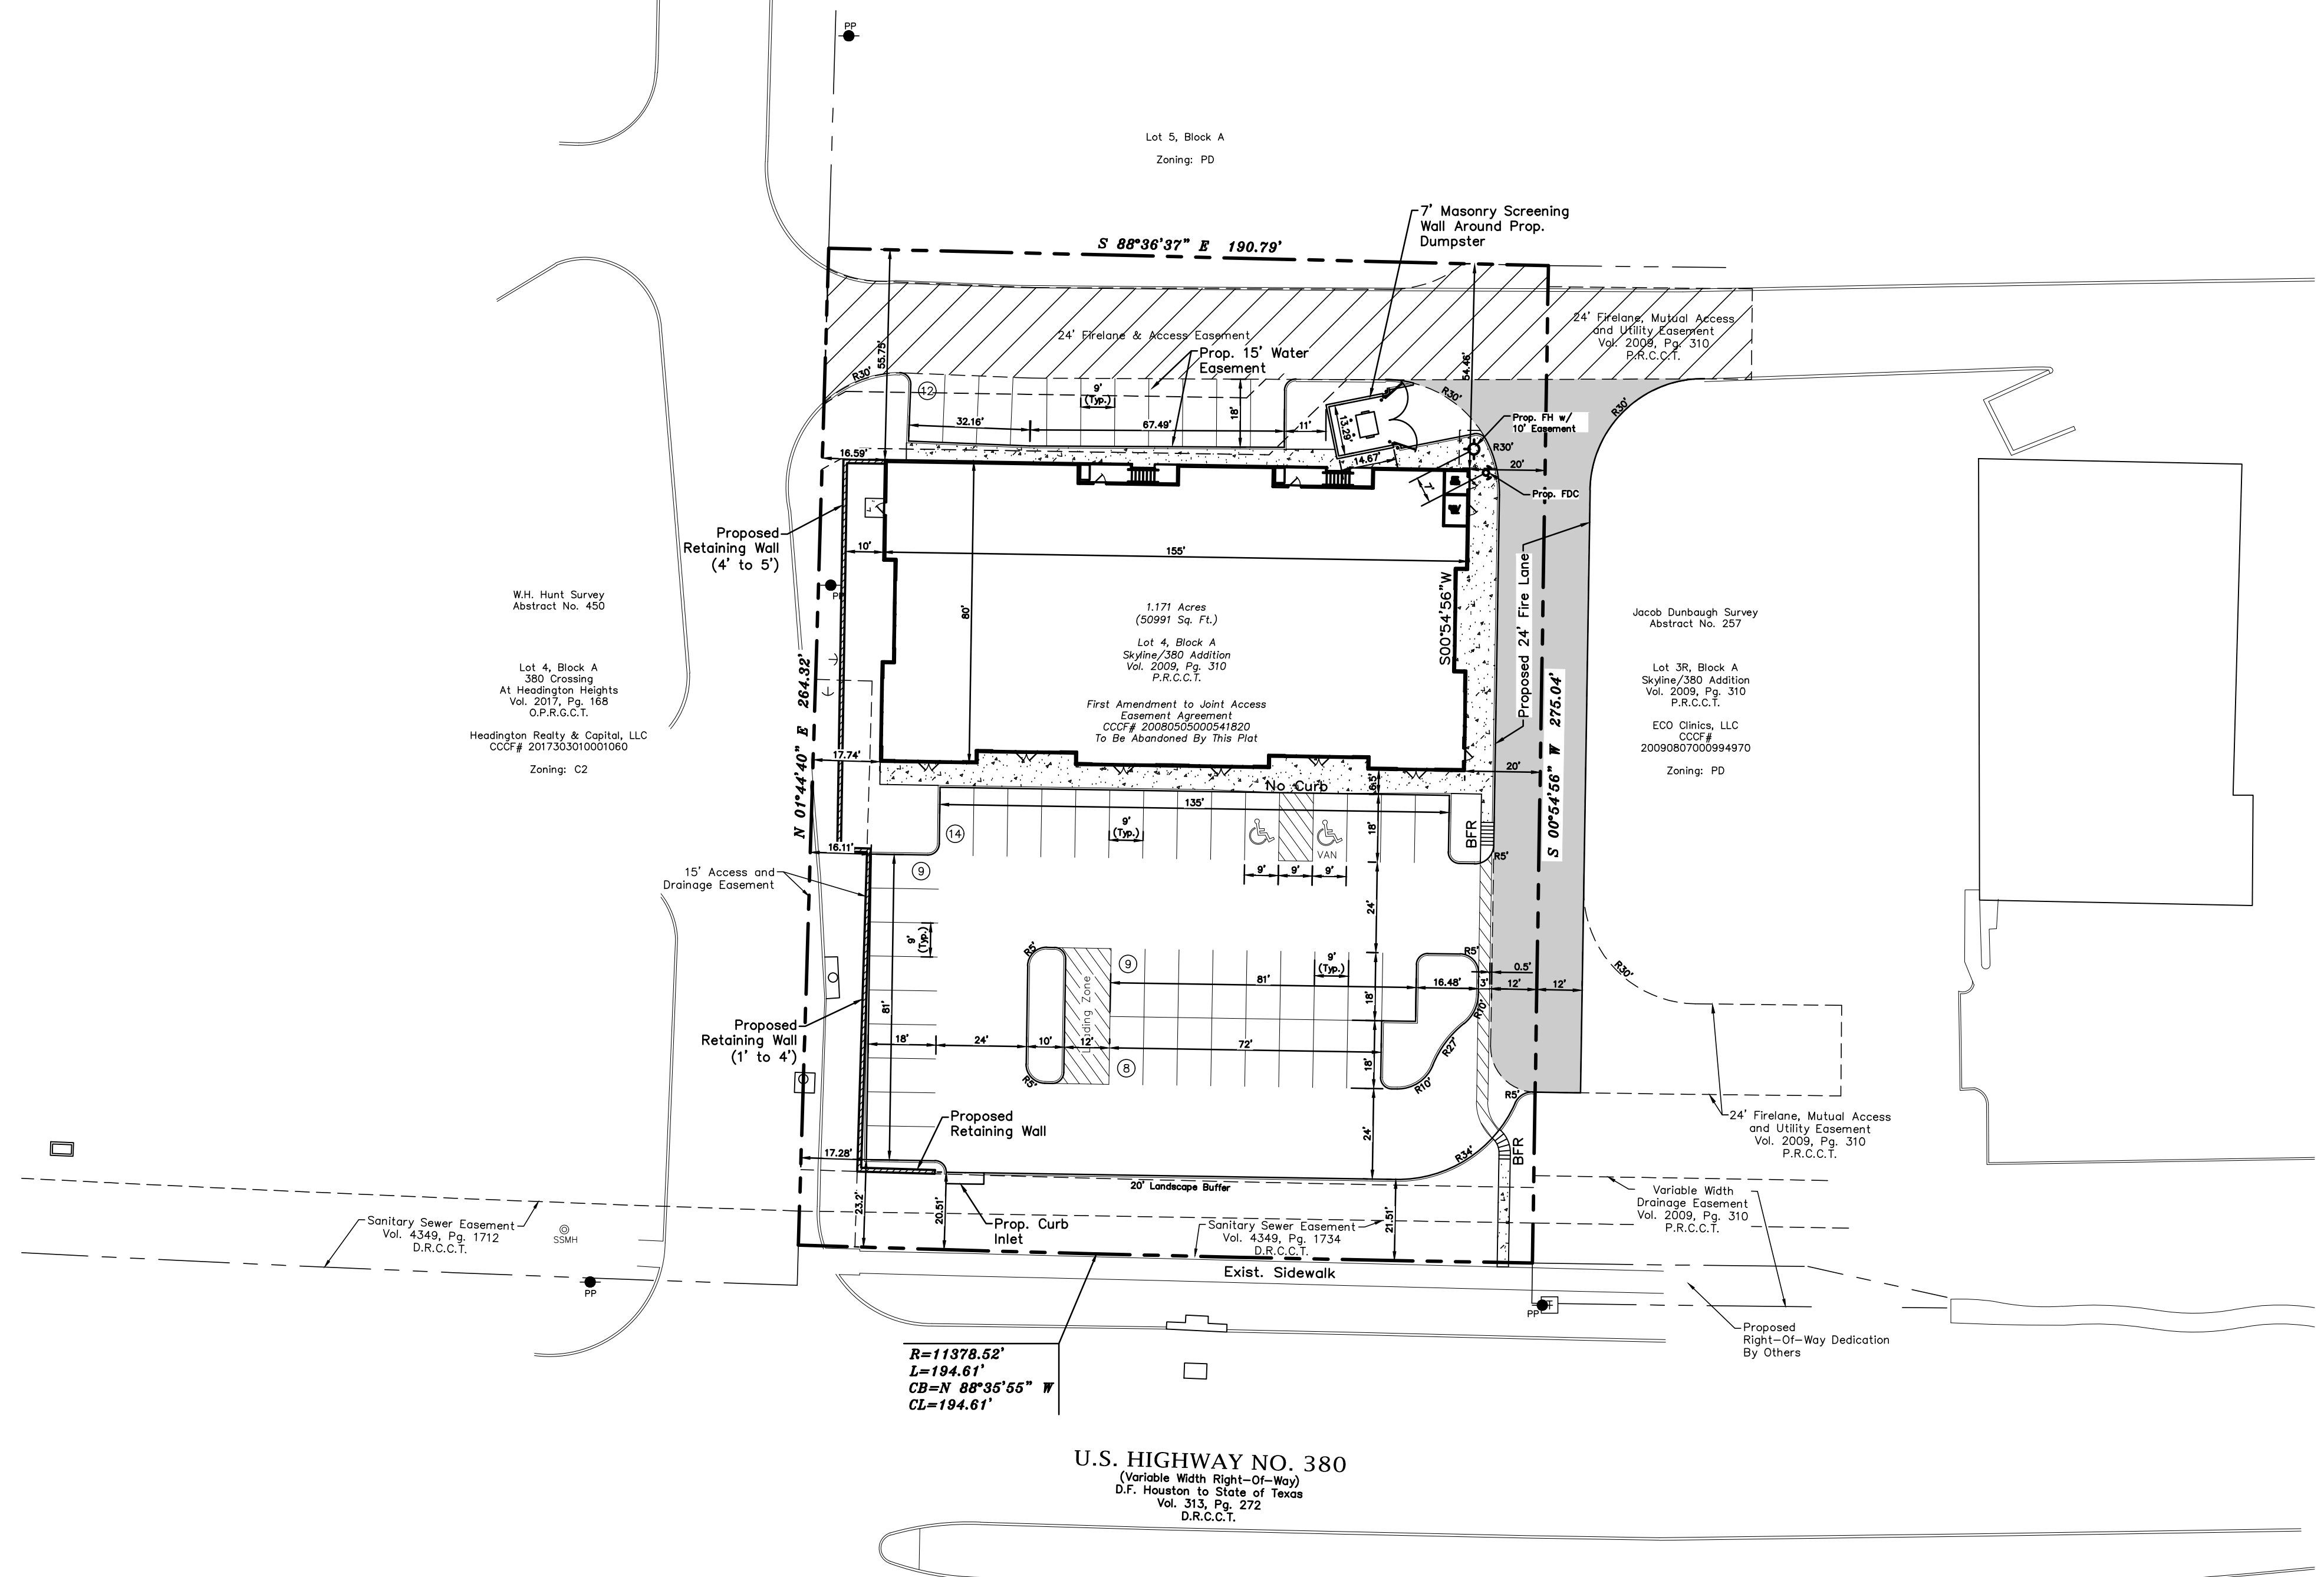 PP
Lot 5, Block A
Zoning: PD
7' Masonry Screening
Wall Around Prop.
Dumpster
S 88°36'37" E 190.79'
24' Firelane & Access Easement
24' Firelane, Mutual Access
and Utility Easement
Vol. 2009, Pg. 310
P.R.C.C.T.
55.75'
54.46'
Prop. 15' Water
Easement
R30'
12
9'
(Typ.)
18'
R30'
R30'
32.16'
67.49'
11'
13.29'
14.67'
Prop. FH w/
10' Easement
R30'
16.59'
20'
7'
Prop. FDC
Proposed
Retaining Wall
(4' to 5')
10'
155'
80'
PP
S00°54'56"W
Proposed 24' Fire Lane
W.H. Hunt Survey
Abstract No. 450
1.171 Acres
(50991 Sq. Ft.)
Lot 4, Block A
Skyline/380 Addition
Vol. 2009, Pg. 310
P.R.C.C.T.
First Amendment to Joint Access
Easement Agreement
CCCF# 20080505000541820
To Be Abandoned By This Plat
Jacob Dunbaugh Survey
Abstract No. 257
Lot 4, Block A
380 Crossing
At Headington Heights
Vol. 2017, Pg. 168
O.P.R.G.C.T.
Headington Realty & Capital, LLC
CCCF# 2017303010001060
Zoning: C2
Lot 3R, Block A
Skyline/380 Addition
Vol. 2009, Pg. 310
P.R.C.C.T.
ECO Clinics, LLC
CCCF#
20090807000994970
Zoning: PD
N 01°44'40" E 264.32'
S 00°54'56" W 275.04'
17.74'
20'
No Curb
6.5'
135'
14
9'
(Typ.)
VAN
18'
BFR
R5'
16.11'
9
9'
9'
9'
15' Access and
Drainage Easement
24'
9'
(Typ.)
R5'
9
9'
(Typ.)
R5'
0.5'
R30'
81'
81'
Loading Zone
18'
16.48'
3'
12'
12'
R10'
Proposed
Retaining Wall
(1' to 4')
18'
24'
10'
12'
72'
18'
R27'
R5'
8
R10'
R5'
Proposed
Retaining Wall
24'
24' Firelane, Mutual Access
and Utility Easement
Vol. 2009, Pg. 310
P.R.C.C.T.
17.28'
R34'
BFR
20' Landscape Buffer
Variable Width
Drainage Easement
Vol. 2009, Pg. 310
P.R.C.C.T.
23.2'
20.51'
21.51'
Sanitary Sewer Easement
Vol. 4349, Pg. 1712
D.R.C.C.T.
SSMH
Prop. Curb
Inlet
Sanitary Sewer Easement
Vol. 4349, Pg. 1734
D.R.C.C.T.
Exist. Sidewalk
PP
PP
T
Proposed
Right-Of-Way Dedication
By Others
R=11378.52'
L=194.61'
CB=N 88°35'55" W
CL=194.61'
U.S. HIGHWAY NO. 380
(Variable Width Right-Of-Way)
D.F. Houston to State of Texas
Vol. 313, Pg. 272
D.R.C.C.T.